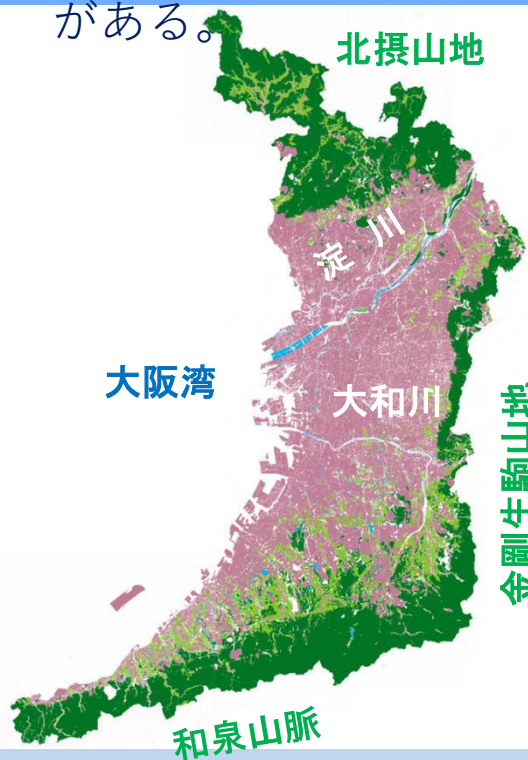 がある。
北摂山地
淀川
大阪湾
大和川
金剛生駒山地
和泉山脈